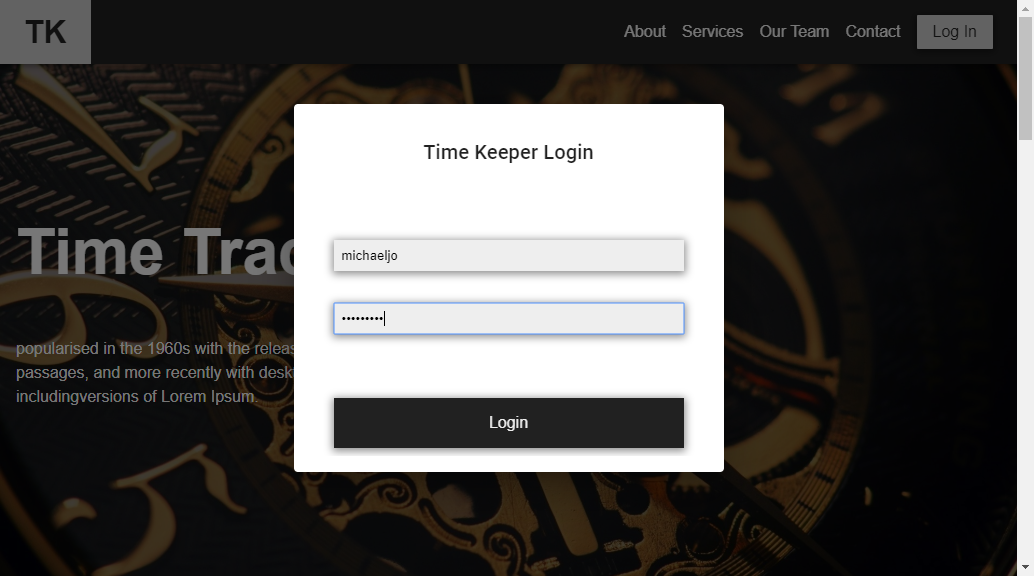 TK
About Services Our Team Contact Log In
Time Keeper Login
michaeljo
•••••••••
Login
Time Trac
popularised in the 1960s with the releas
passages, and more recently with desk
includingversions of Lorem Ipsum.